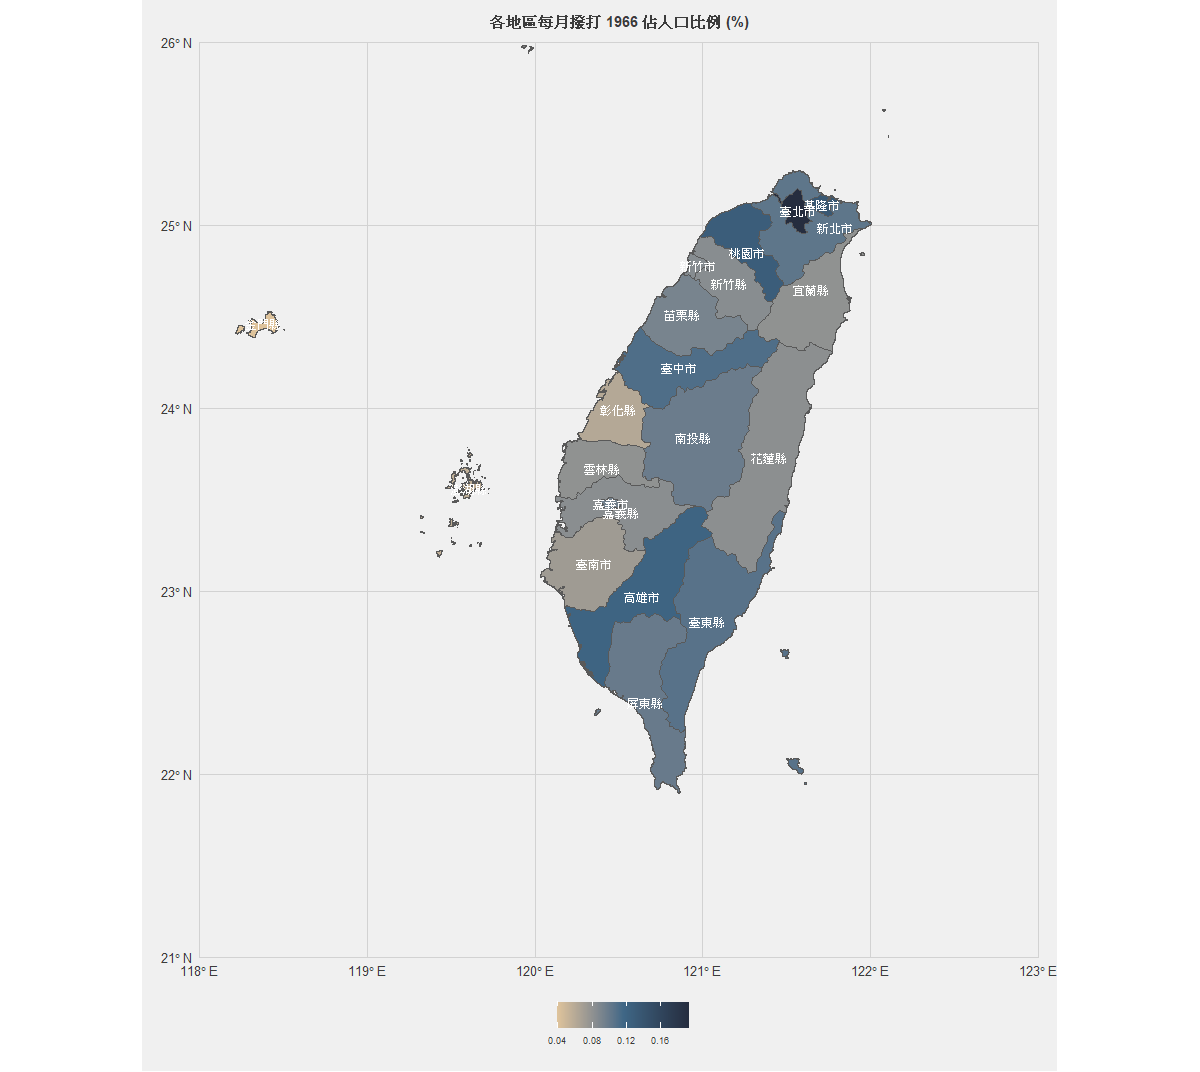 各地區每月撥打 1966 佔人口比例 (%)
26° N
25° N
24° N
23° N
22° N
21° N
118° E
119° E
120° E
121° E
122° E
123° E
基隆市
臺北市
新北市
桃園市
新竹市
新竹縣
宜蘭縣
苗栗縣
臺中市
彰化縣
南投縣
花蓮縣
雲林縣
嘉義市
嘉義縣
臺南市
高雄市
臺東縣
屏東縣
0.04
0.08
0.12
0.16